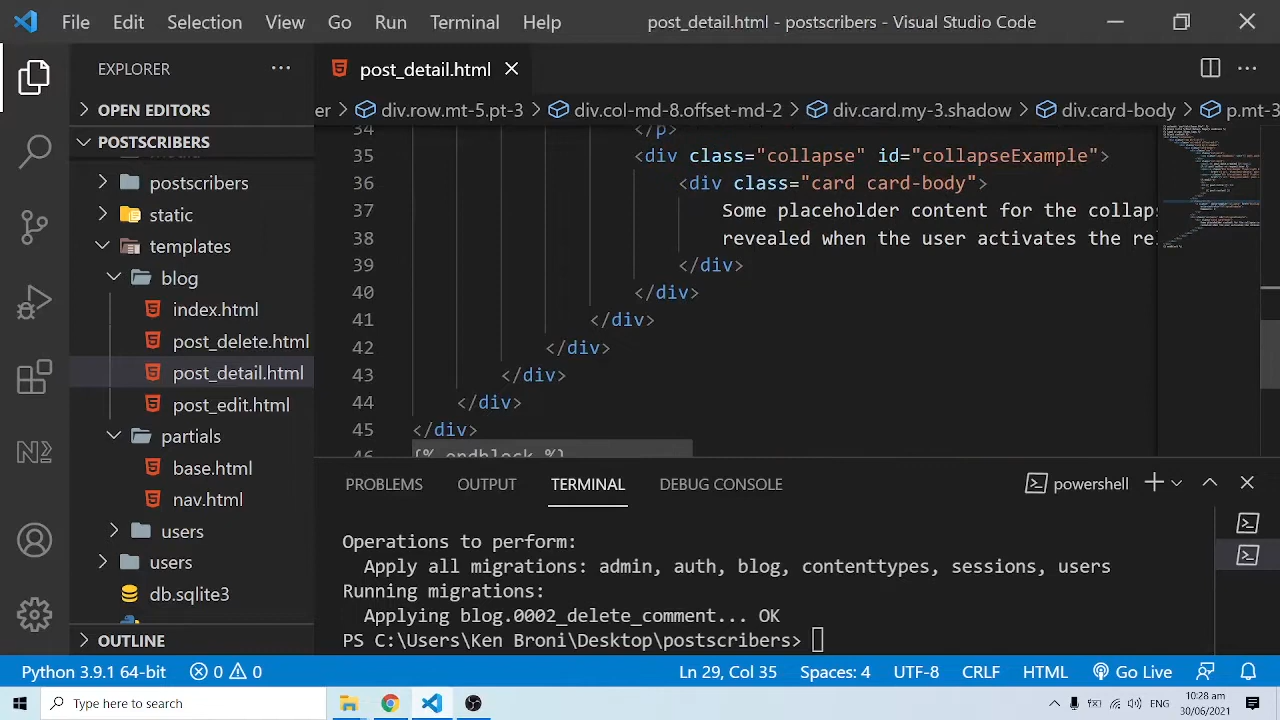 File Edit Selection View Go Run Terminal Help post_detail.html - postscribers - Visual Studio Code
EXPLORER
post_detail.html
OPEN EDITORS
er > div.row.mt-5.pt-3 > div.col-md-8.offset-md-2 > div.card.my-3.shadow > div.card-body > p.mt-3
POSTSCRIBERS
postscribers
static
templates
blog
index.html
post_delete.html
post_detail.html
post_edit.html
partials
base.html
nav.html
users
users
db.sqlite3
OUTLINE
34 </p>
35 <div class="collapse" id="collapseExample">
36 <div class="card card-body">
37 Some placeholder content for the collaps
38 revealed when the user activates the rel
39 </div>
40 </div>
41 </div>
42 </div>
43 </div>
44 </div>
45 </div>
46 {% endblock %}
PROBLEMS OUTPUT TERMINAL DEBUG CONSOLE powershell
Operations to perform:
Apply all migrations: admin, auth, blog, contenttypes, sessions, users
Running migrations:
Applying blog.0002_delete_comment... OK
PS C:\Users\Ken Broni\Desktop\postscribers>
Python 3.9.1 64-bit 0 0 Ln 29, Col 35 Spaces: 4 UTF-8 CRLF HTML Go Live
Type here to search
ENG
10:28 am
30/06/2021